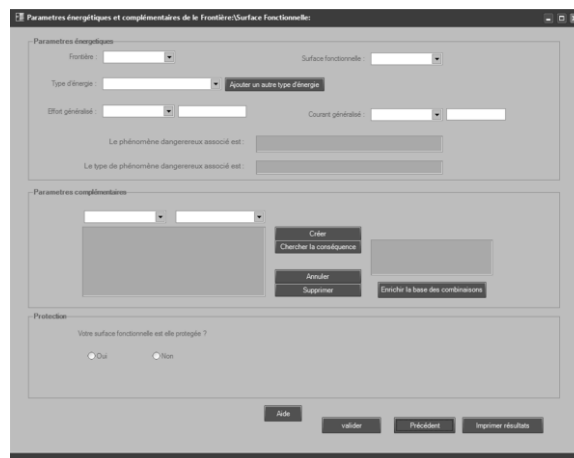 Parametres énergétiques et complémentaires de le Frontière:\Surface Fonctionnelle:
Parametres énergetiques
Frontière :
Surface fonctionnelle :
Type d'énergie :
Ajouter un autre type d'énergie
Effort généralisé :
Courant généralisé :
Le phénomène dangerereux associé est :
Le type de phénomène dangerereux associé est :
Parametres complémentaires
Créer
Chercher la conséquence
Annuler
Supprimer
Enrichir la base des combinaisons
Protection
Votre surface fonctionnelle est elle protegée ?
Oui Non
Aide
valider Précédent Imprimer résultats